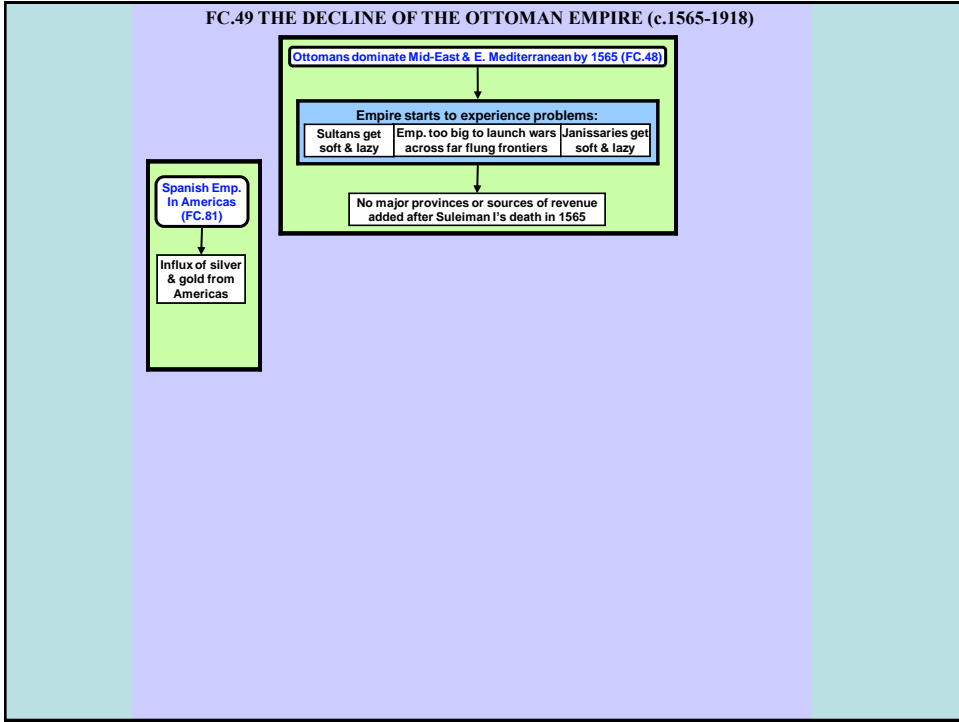 FC.49 THE DECLINE OF THE OTTOMAN EMPIRE (c.1565-1918)
Ottomans dominate Mid-East & E. Mediterranean by 1565 (FC.48)
Empire starts to experience problems:
Sultans get
soft & lazy
Emp. too big to launch wars
across far flung frontiers
Janissaries get
soft & lazy
No major provinces or sources of revenue
added after Suleiman I's death in 1565
Spanish Emp.
In Americas
(FC.81)
Influx of silver
& gold from
Americas